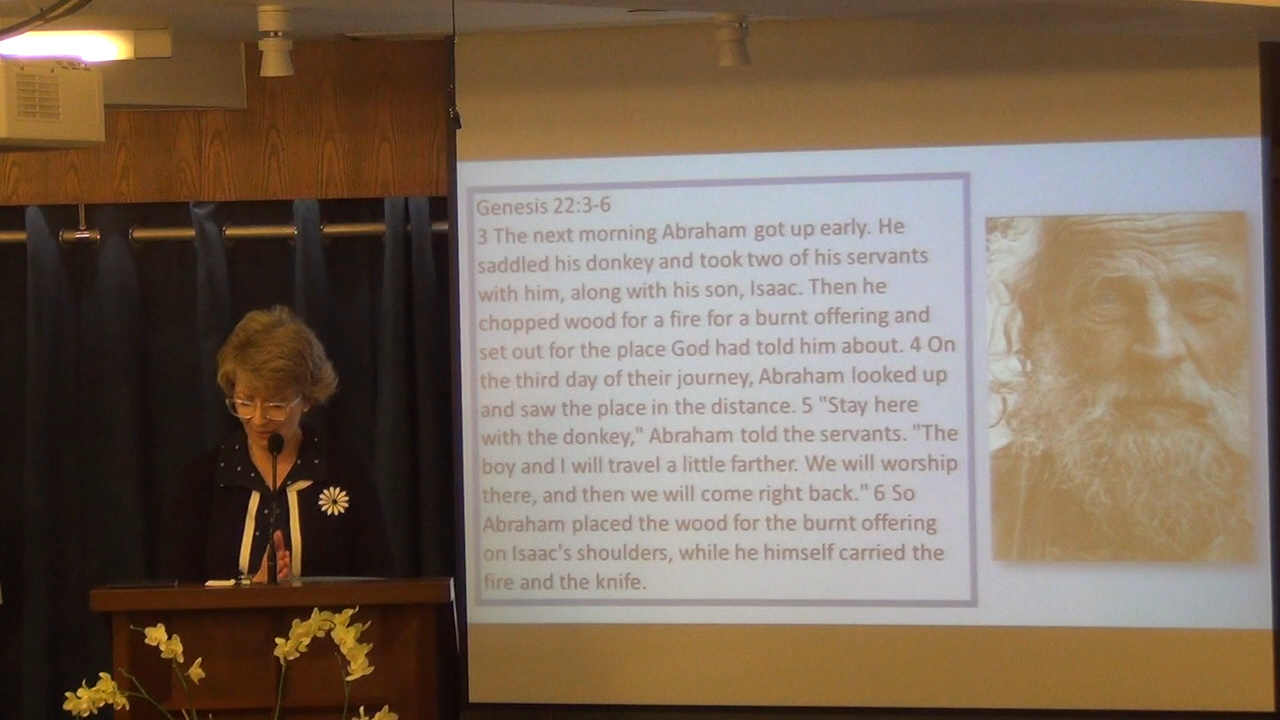 Genesis 22:3-6
3 The next morning Abraham got up early. He
saddled his donkey and took two of his servants
with him, along with his son, Isaac. Then he
chopped wood for a fire for a burnt offering and
set out for the place God had told him about. 4 On
the third day of their journey, Abraham looked up
and saw the place in the distance. 5 "Stay here
with the donkey," Abraham told the servants. "The
boy and I will travel a little farther. We will worship
there, and then we will come right back." 6 So
Abraham placed the wood for the burnt offering
on Isaac's shoulders, while he himself carried the
fire and the knife.